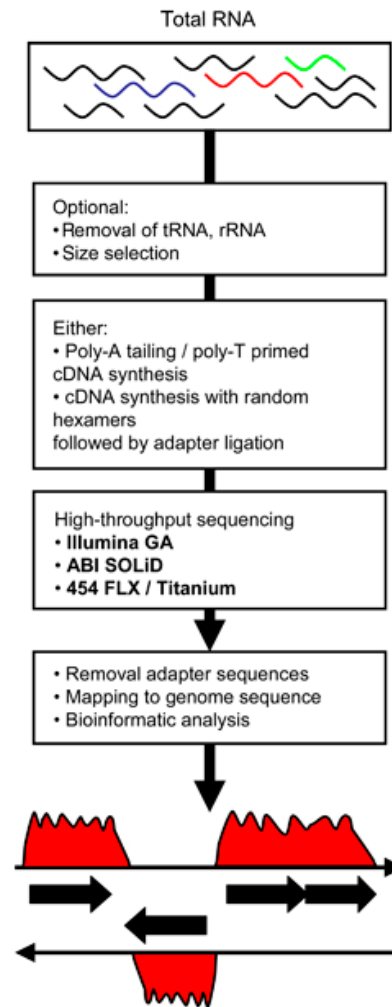 Total RNA
Optional:
•Removal of tRNA, rRNA
•Size selection
Either:
• Poly-A tailing / poly-T primed
cDNA synthesis
• cDNA synthesis with random
hexamers
followed by adapter ligation
High-throughput sequencing
• Illumina GA
• ABI SOLiD
• 454 FLX / Titanium
• Removal adapter sequences
• Mapping to genome sequence
• Bioinformatic analysis